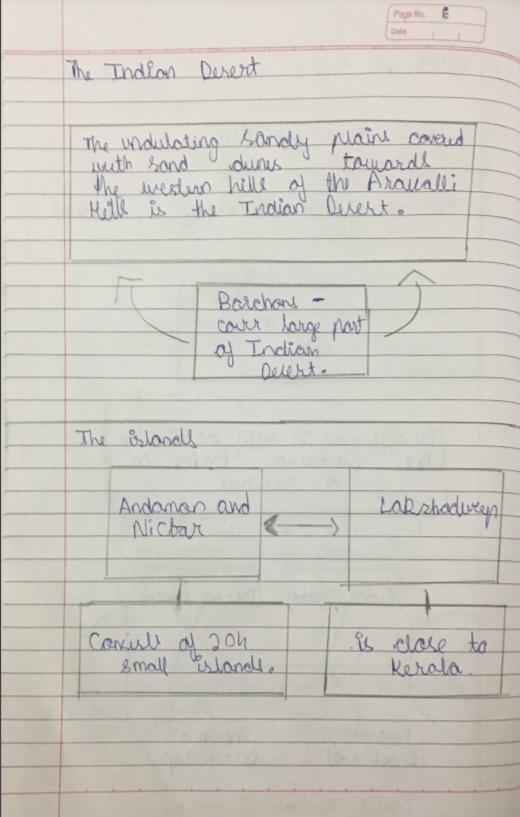 Page No. 6
Date
The Indian Desert
The undulating sandy plains covered
with sand dunes towards
the western hills of the Aravalli
Hills is the Indian Desert.
Barchans -
cover large part
of Indian
Desert.
The islands
Andaman and
Nicbar
Lakshadweep
Consists of 204
small islands.
is close to
Kerala